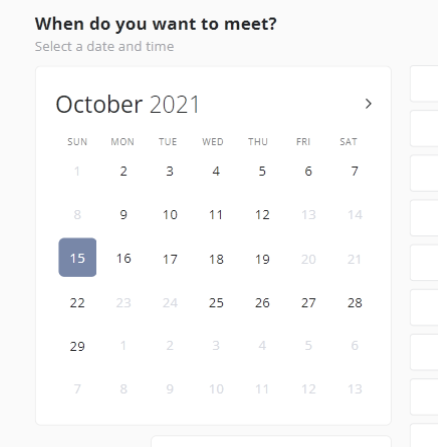 When do you want to meet?
Select a date and time
October 2021 >
SUN MON TUE WED THU FRI SAT
1 2 3 4 5 6 7
8 9 10 11 12 13 14
15 16 17 18 19 20 21
22 23 24 25 26 27 28
29 1 2 3 4 5 6
7 8 9 10 11 12 13